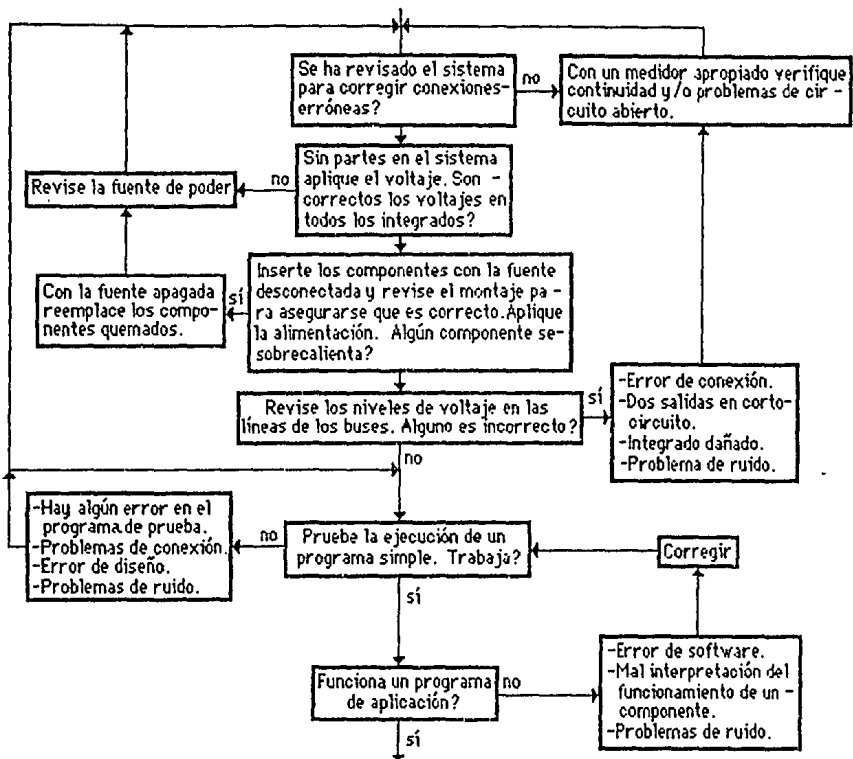 Se ha revisado el sistema
para corregir conexiones-
erróneas?
no
Con un medidor apropiado verifique
continuidad y/o problemas de cir -
cuito abierto.
Sin partes en el sistema
aplique el voltaje. Son -
correctos los voltajes en
todos los integrados?
no
Revise la fuente de poder
Inserte los componentes con la fuente
desconectada y revise el montaje pa -
ra asegurarse que es correcto.Aplique
la alimentación. Algún componente se-
sobrecalienta?
sí
Con la fuente apagada
reemplace los compo-
nentes quemados.
Revise los niveles de voltaje en las
líneas de los buses. Alguno es incorrecto?
sí
-Error de conexión.
-Dos salidas en corto-
circuito.
-Integrado dañado.
-Problema de ruido.
no
-Hay algún error en el
programa de prueba.
-Problemas de conexión.
-Error de diseño.
-Problemas de ruido.
no
Pruebe la ejecución de un
programa simple. Trabaja?
Corregir
sí
Funciona un programa
de aplicación?
no
-Error de software.
-Mal interpretación del
funcionamiento de un -
componente.
-Problemas de ruido.
sí